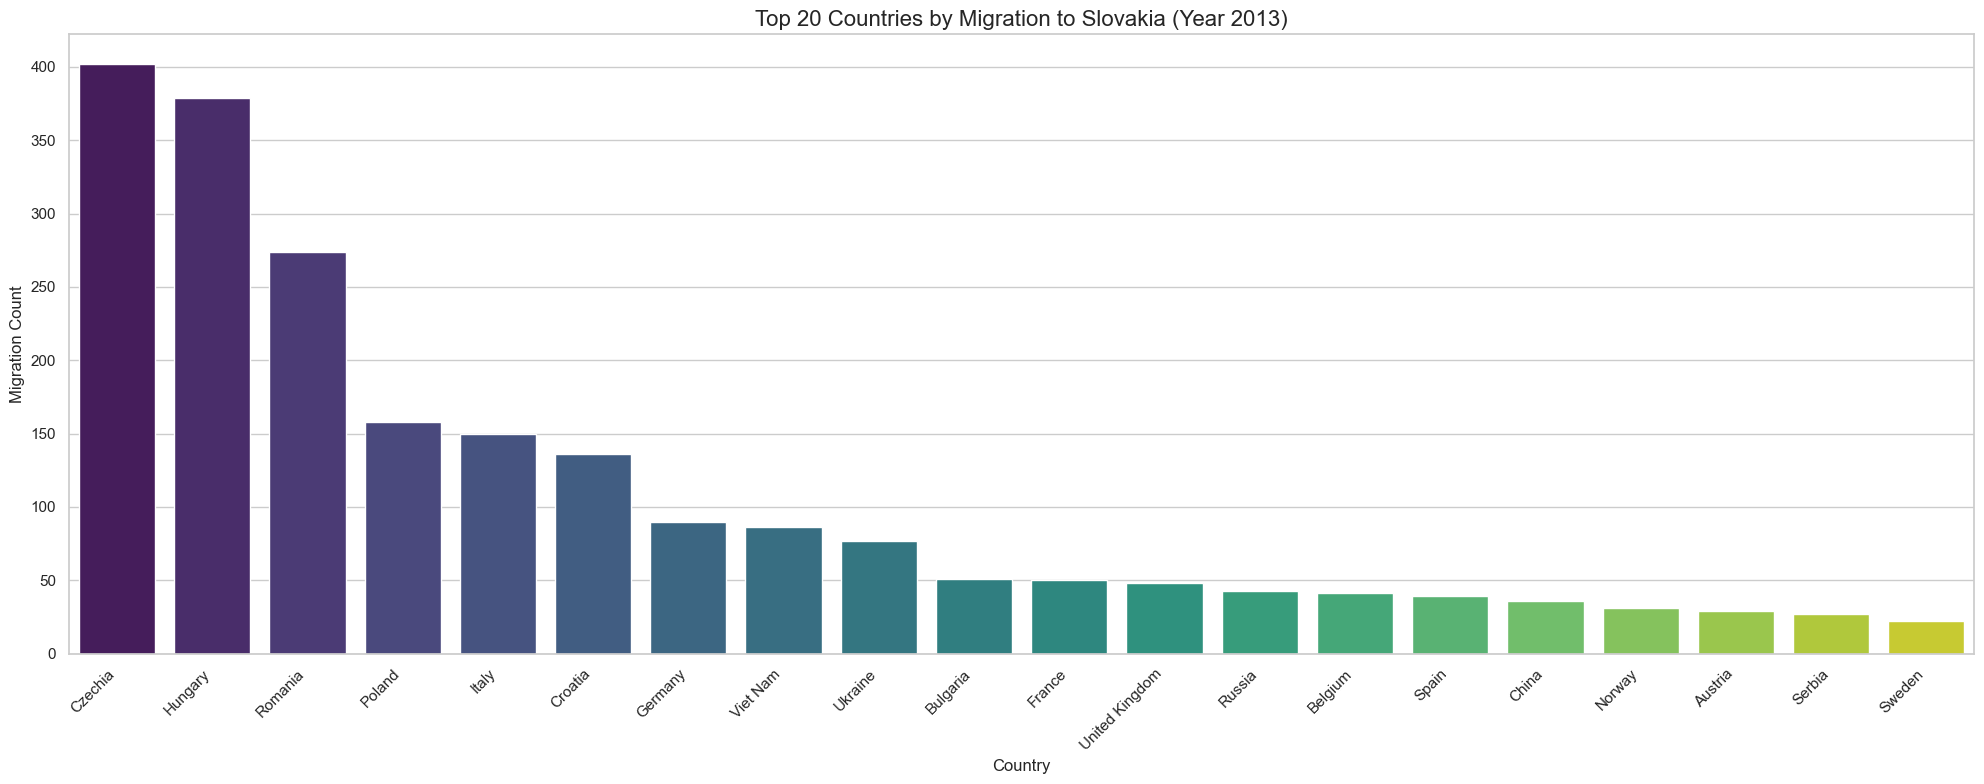 Top 20 Countries by Migration to Slovakia (Year 2013)
Migration Count
400
350
300
250
200
150
100
50
0
Czechia
Hungary
Romania
Poland
Italy
Croatia
Germany
Viet Nam
Ukraine
Bulgaria
France
United Kingdom
Russia
Belgium
Spain
China
Norway
Austria
Serbia
Sweden
Country